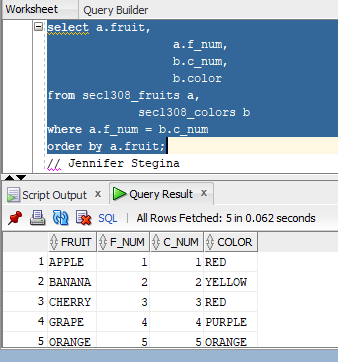 Worksheet Query Builder
select a.fruit,
a.f_num,
b.c_num,
b.color
from sec1308_fruits a,
sec1308_colors b
where a.f_num = b.c_num
order by a.fruit;
// Jennifer Stegina
Script Output x Query Result x
SQL | All Rows Fetched: 5 in 0.062 seconds
FRUIT F_NUM C_NUM COLOR
1 APPLE 1 1 RED
2 BANANA 2 2 YELLOW
3 CHERRY 3 3 RED
4 GRAPE 4 4 PURPLE
5 ORANGE 5 5 ORANGE